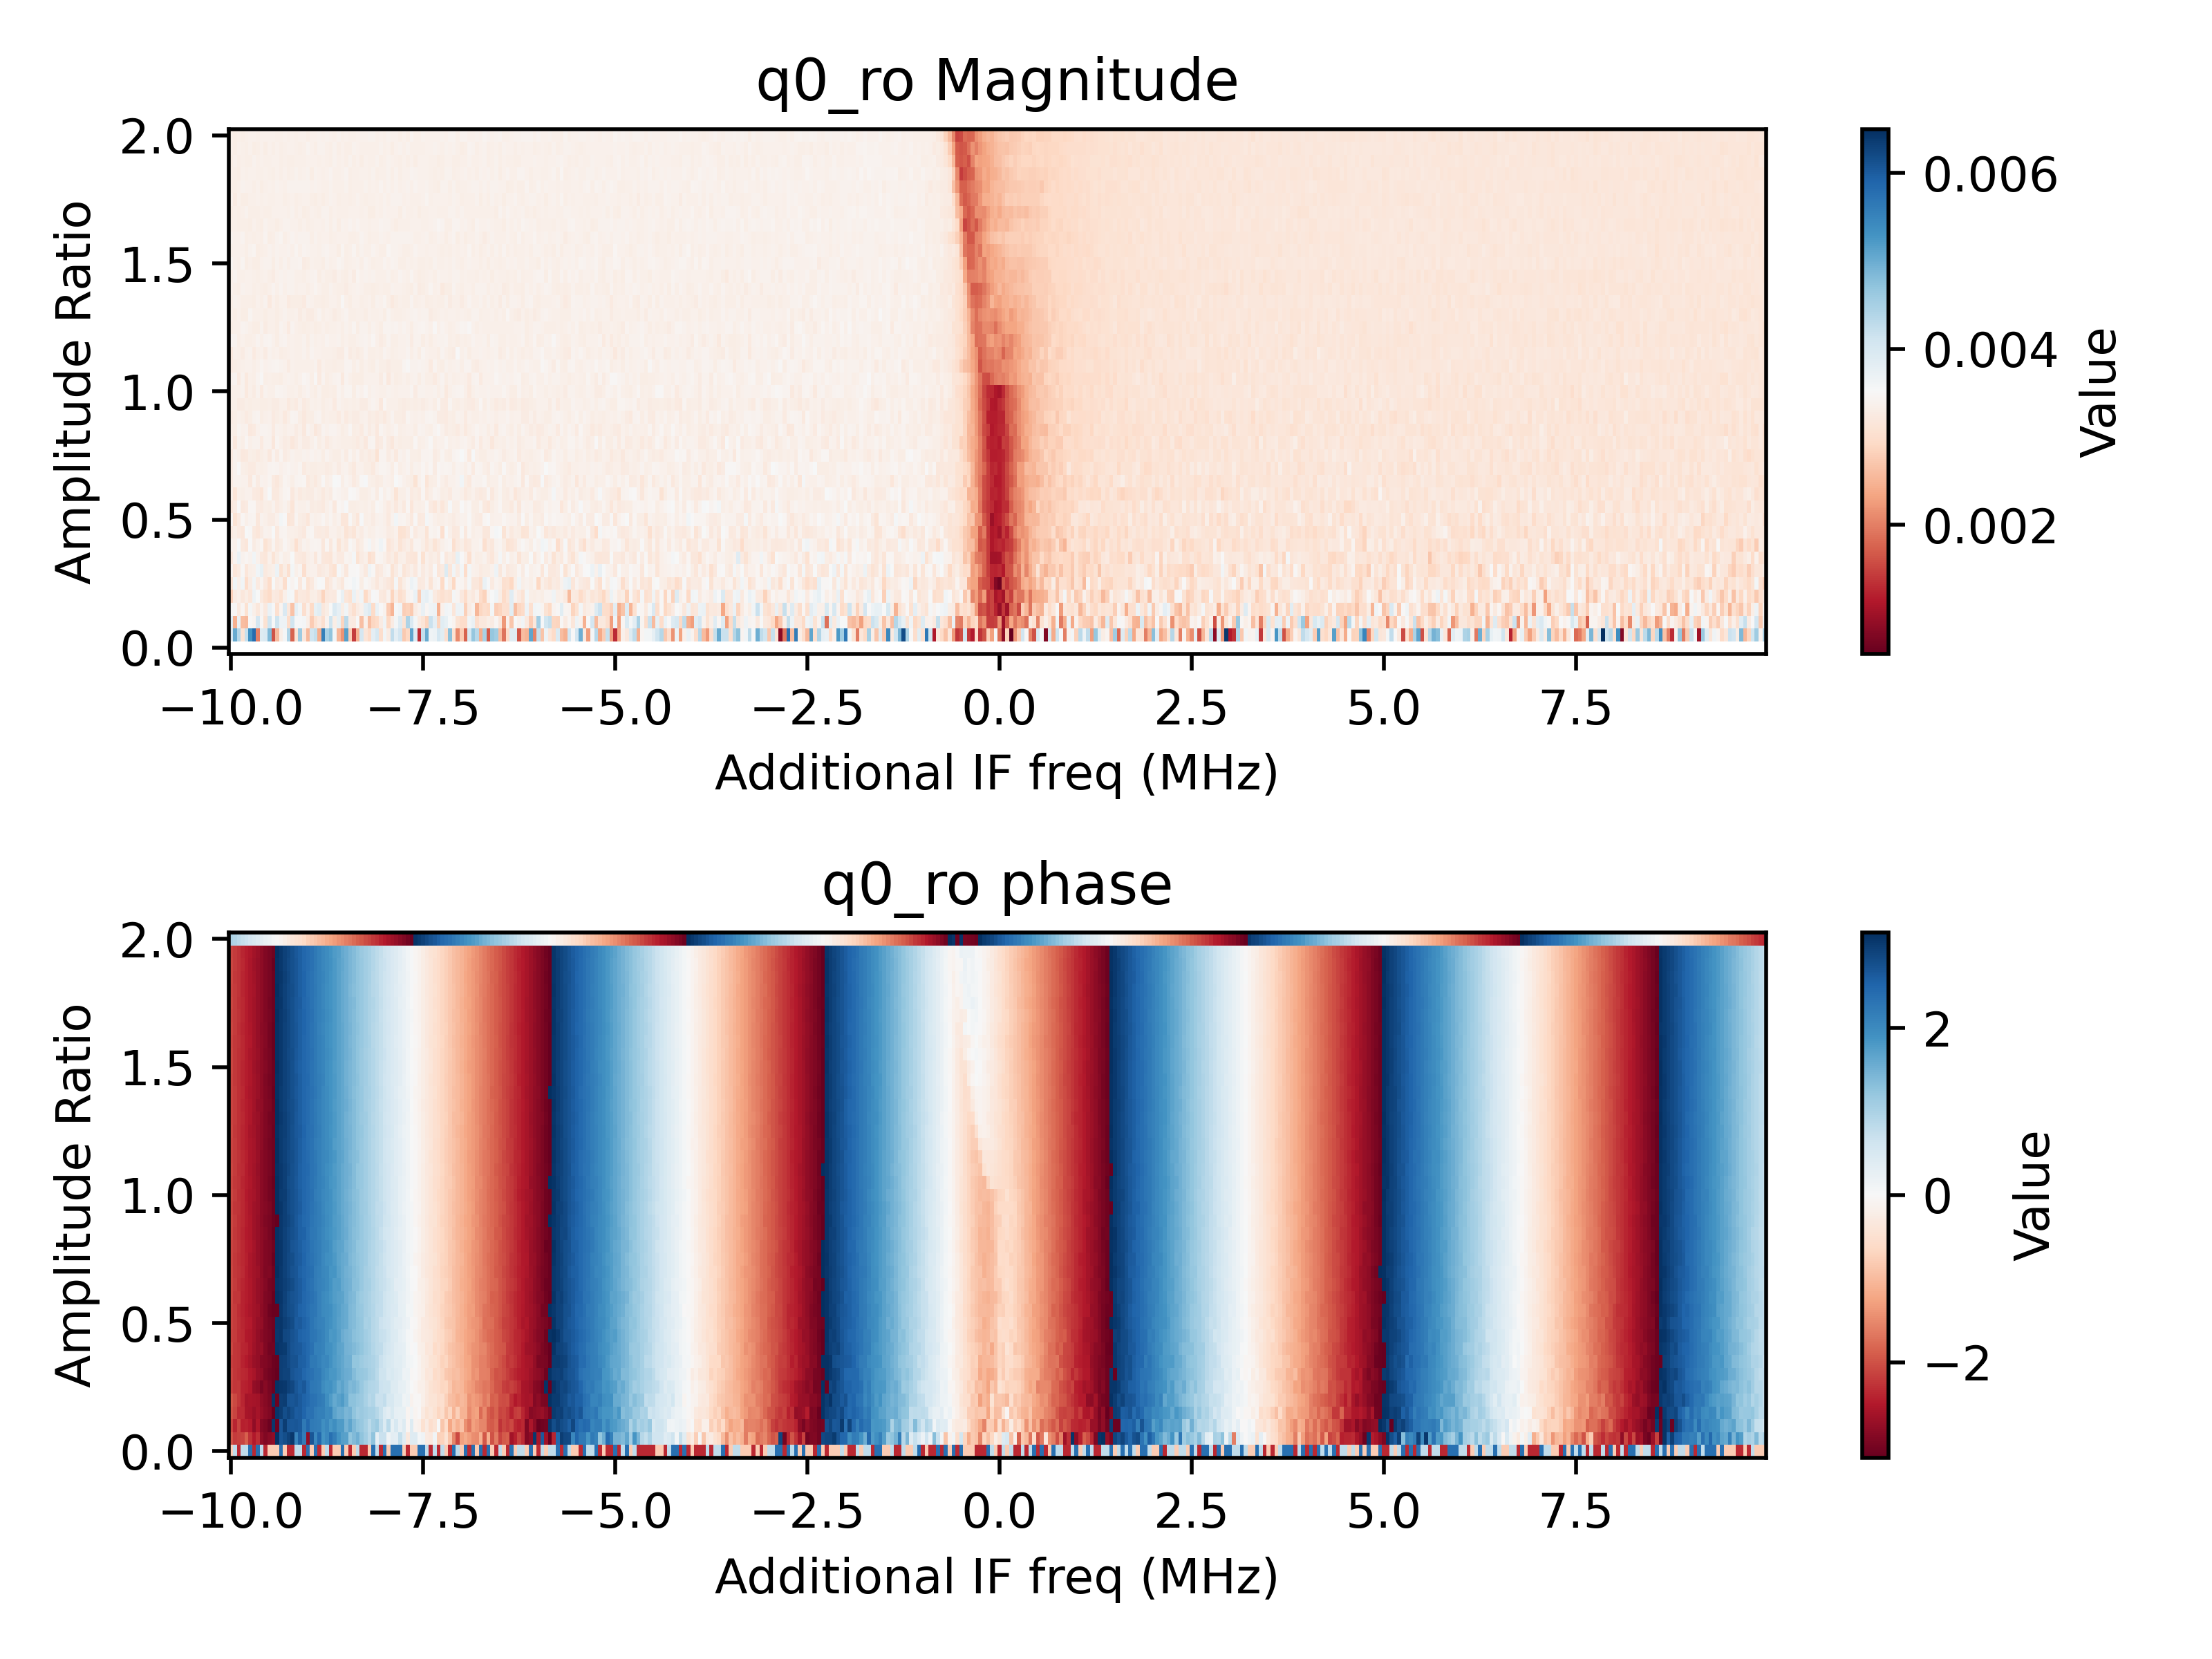 q0_ro Magnitude
2.0
1.5
1.0
0.5
0.0
Amplitude Ratio
−10.0 −7.5 −5.0 −2.5 0.0 2.5 5.0 7.5
Additional IF freq (MHz)
0.006
0.004
0.002
Value
q0_ro phase
2.0
1.5
1.0
0.5
0.0
Amplitude Ratio
−10.0 −7.5 −5.0 −2.5 0.0 2.5 5.0 7.5
Additional IF freq (MHz)
2
0
−2
Value